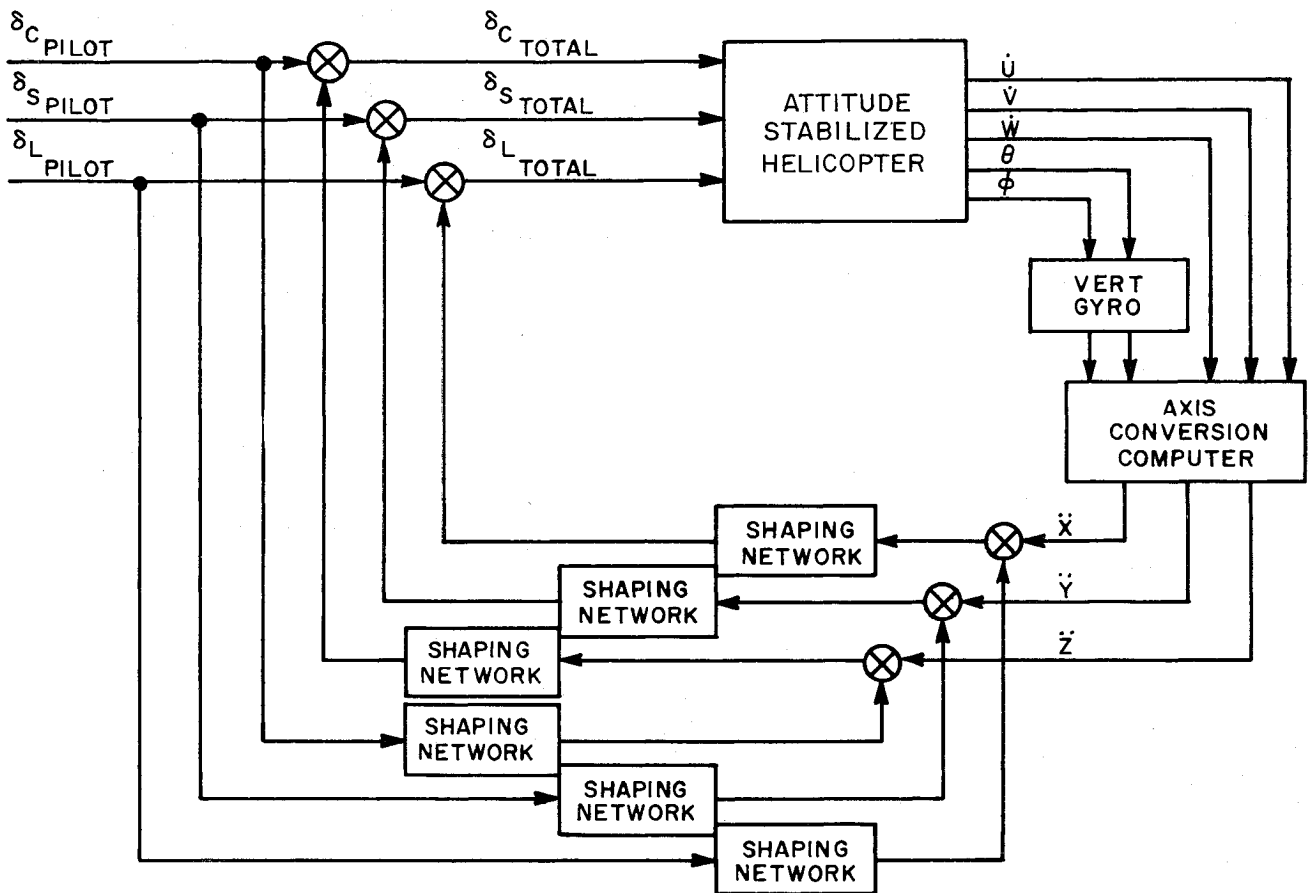 δC PILOT
δC TOTAL
δS PILOT
δS TOTAL
δL PILOT
δL TOTAL
ATTITUDE
STABILIZED
HELICOPTER
U̇
V̇
Ẇ
θ
ϕ
VERT
GYRO
AXIS
CONVERSION
COMPUTER
SHAPING
NETWORK
Ẍ
SHAPING
NETWORK
Ÿ
SHAPING
NETWORK
Z̈
SHAPING
NETWORK
SHAPING
NETWORK
SHAPING
NETWORK